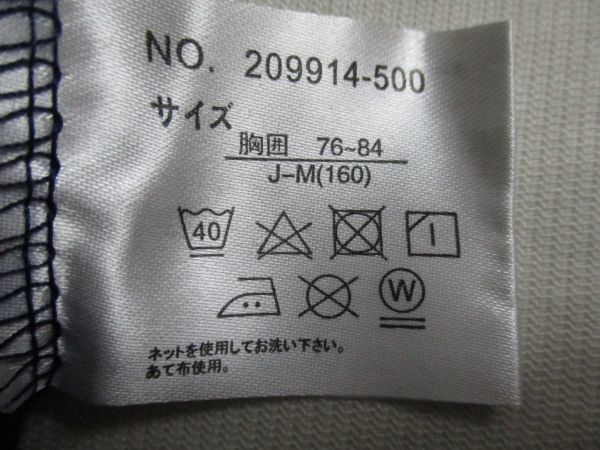 NO. 209914-500
サイズ
胸囲 76~84
J-M(160)
40
W
ネットを使用してお洗い下さい。
あて布使用。